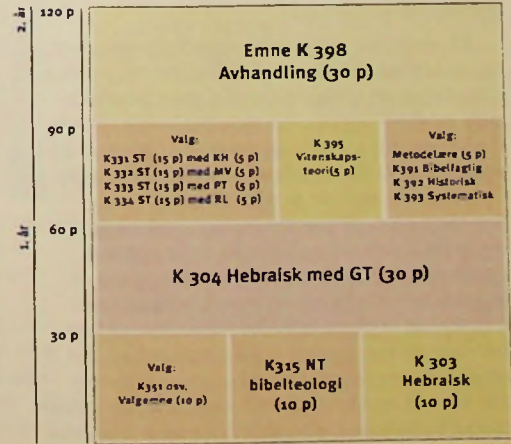 2. år
120 p
Emne K 398
Avhandling (30 p)
90 p
Valg:
K331 ST (15 p) med KH (5 p)
K 332 ST (15 p) med MV (5 p)
K 333 ST (15 p) med PT (5 p)
K 334 ST (15 p) med RL (5 p)
K 395
Vitenskaps-
teori(5 p)
Valg:
Metodelære (5 p)
K391 Bibelfaglig
K 392 Historisk
K 393 Systematisk
1. år
60 p
K 304 Hebraisk med GT (30 p)
30 p
Valg:
K351 osv.
Valgemne (10 p)
K315 NT
bibelteologi
(10 p)
K 303
Hebraisk
(10 p)